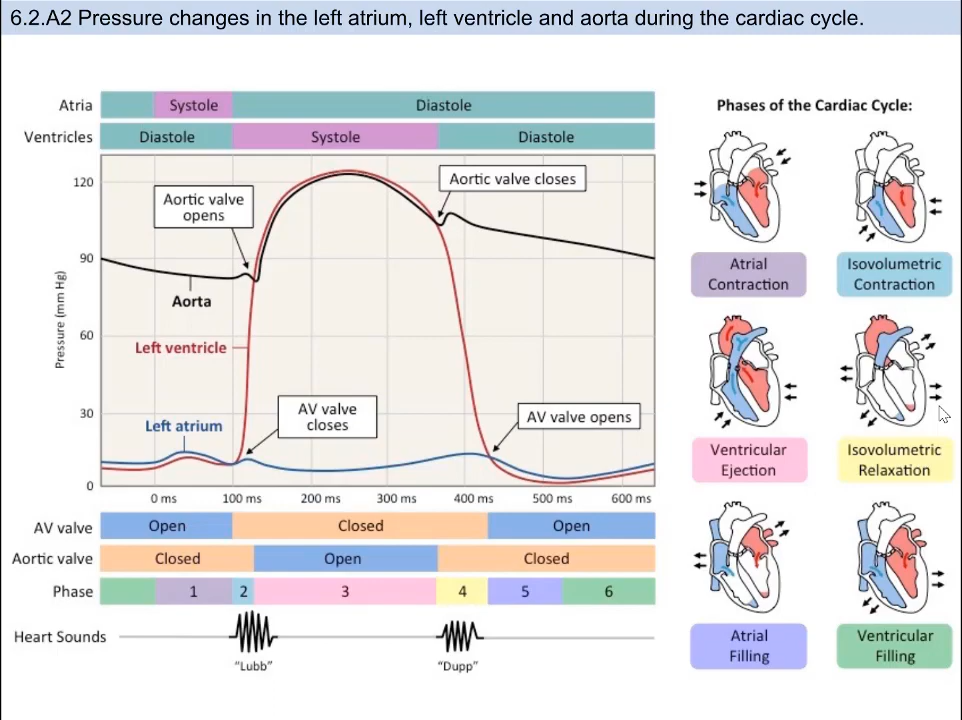 6.2.A2 Pressure changes in the left atrium, left ventricle and aorta during the cardiac cycle.
Atria
Systole
Diastole
Ventricles
Diastole
Systole
Diastole
Pressure (mm Hg)
120
90
60
30
0
Aortic valve
opens
Aortic valve closes
Aorta
Left ventricle
Left atrium
AV valve
closes
AV valve opens
0 ms
100 ms
200 ms
300 ms
400 ms
500 ms
600 ms
AV valve
Open
Closed
Open
Aortic valve
Closed
Open
Closed
Phase
1
2
3
4
5
6
Heart Sounds
“Lubb”
“Dupp”
Phases of the Cardiac Cycle:
Atrial
Contraction
Isovolumetric
Contraction
Ventricular
Ejection
Isovolumetric
Relaxation
Atrial
Filling
Ventricular
Filling